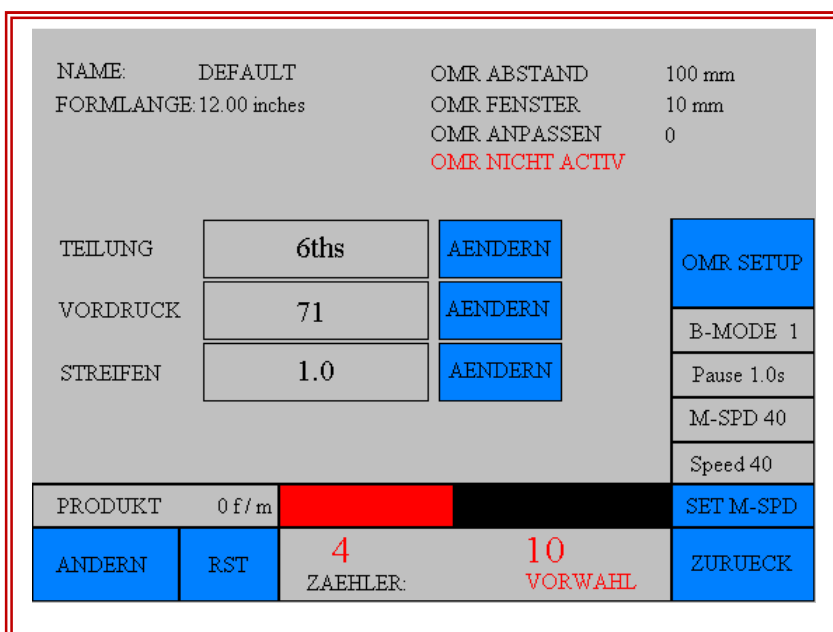 NAME: DEFAULT OMR ABSTAND 100 mm
FORMLANGE: 12.00 inches OMR FENSTER 10 mm
OMR ANPASSEN 0
OMR NICHT ACTIV
TEILUNG 6ths AENDERN OMR SETUP
VORDRUCK 71 AENDERN
B-MODE 1
STREIFEN 1.0 AENDERN Pause 1.0s
M-SPD 40
Speed 40
PRODUKT 0 f / m SET M-SPD
ANDERN RST 4 10 ZURUECK
ZAEHLER: VORWAHL